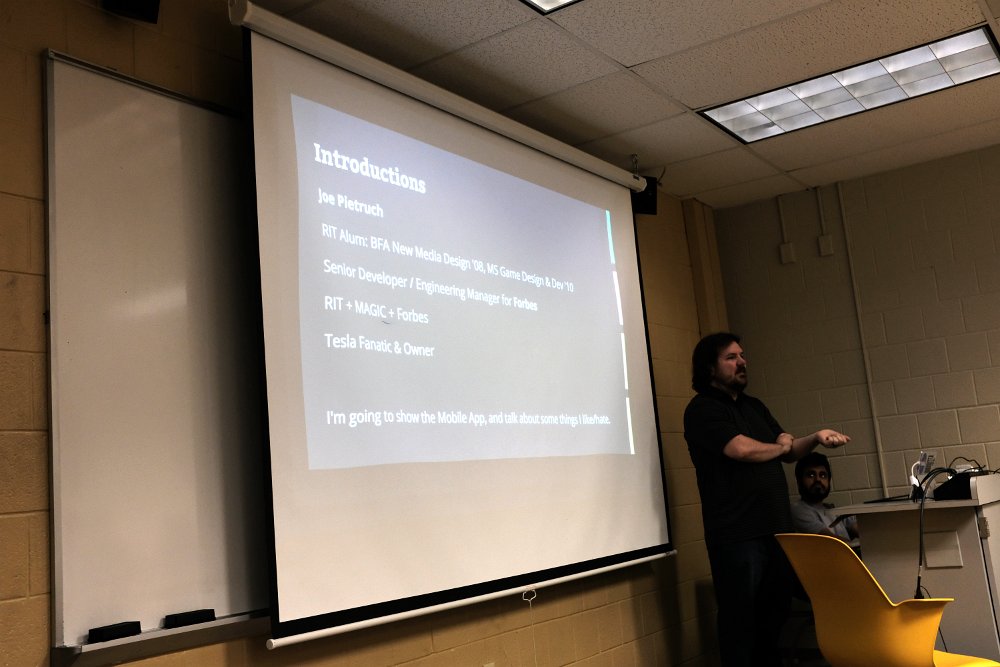 Introductions
Joe Pietruch
RIT Alum: BFA New Media Design '08, MS Game Design & Dev '10
Senior Developer / Engineering Manager for Forbes
RIT + MAGIC + Forbes
Tesla Fanatic & Owner
I'm going to show the Mobile App, and talk about some things I like/hate.